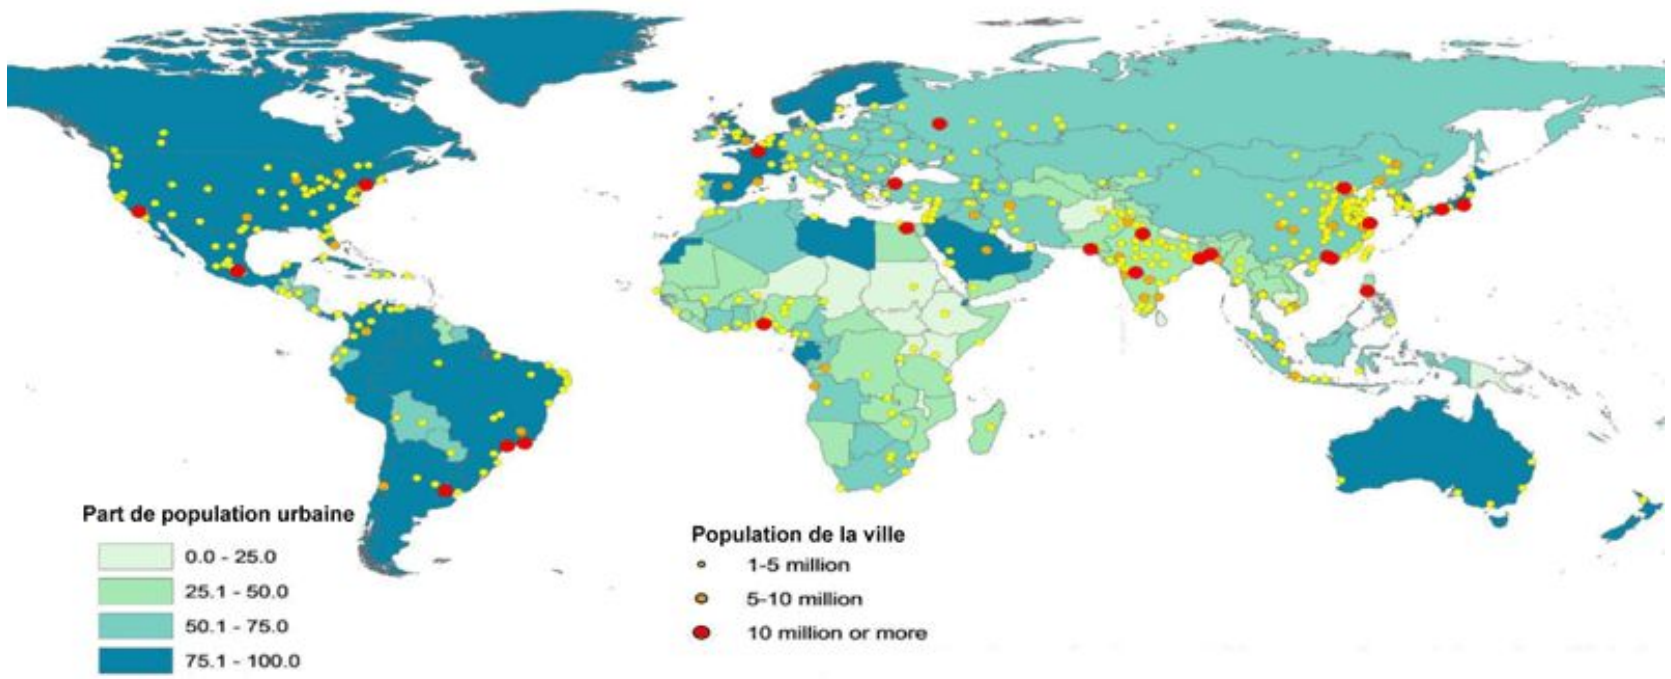 Part de population urbaine
0.0 - 25.0
25.1 - 50.0
50.1 - 75.0
75.1 - 100.0
Population de la ville
1-5 million
5-10 million
10 million or more